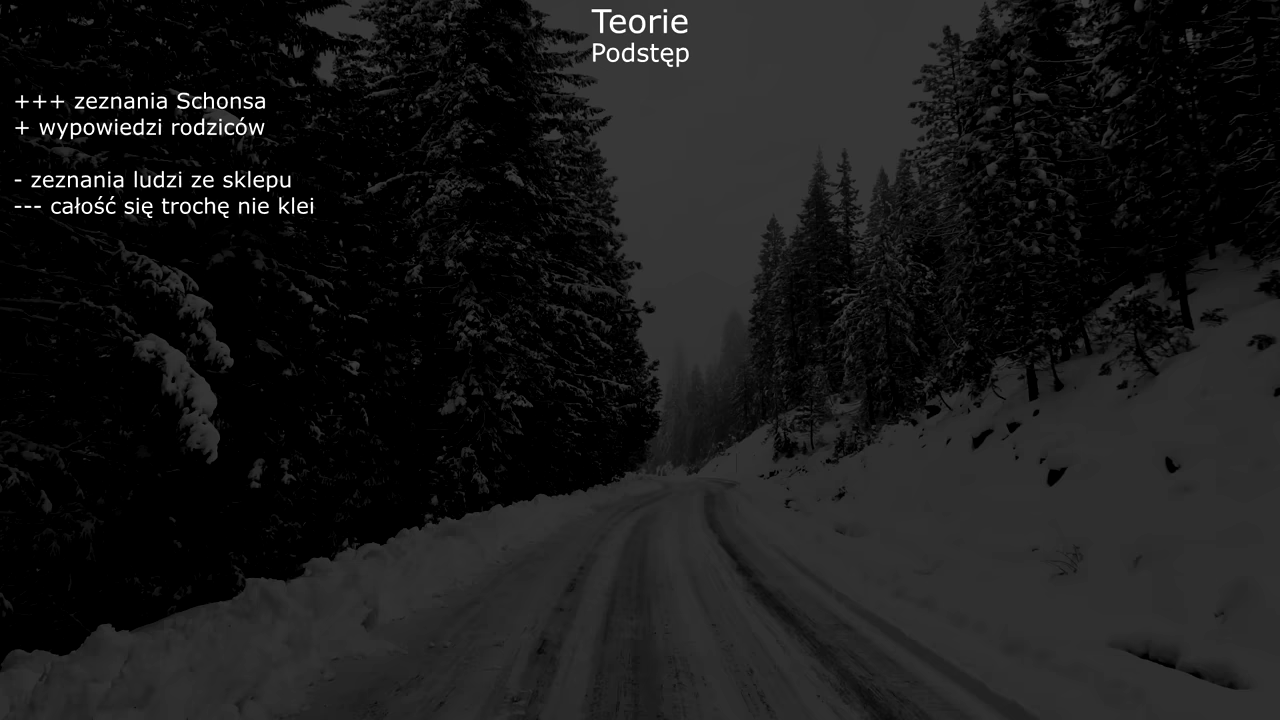 Teorie
Podstęp
+++ zeznania Schonsa
+ wypowiedzi rodziców
- zeznania ludzi ze sklepu
--- całość się trochę nie klei